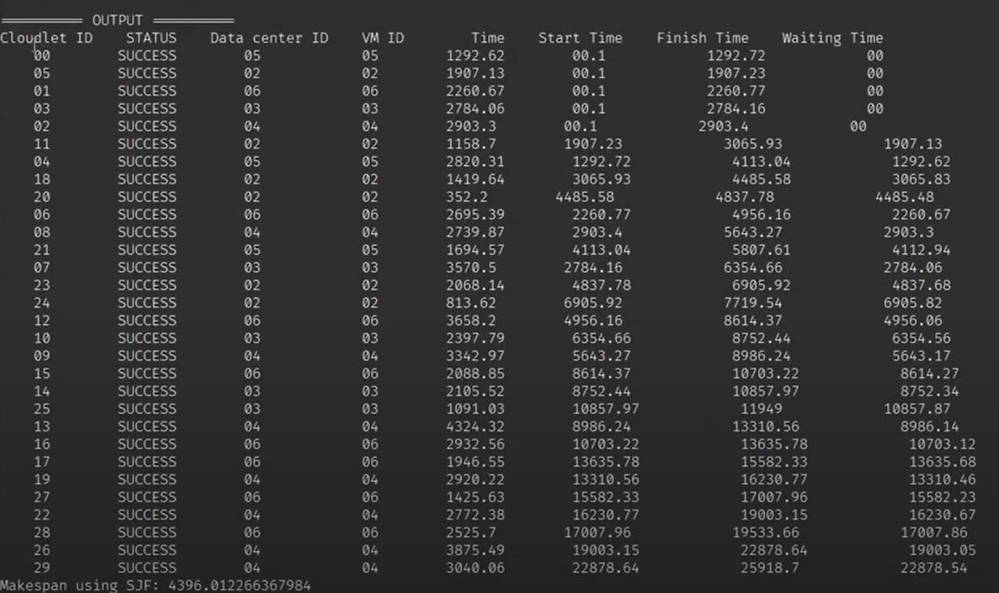 ========== OUTPUT ==========
Cloudlet ID    STATUS    Data center ID    VM ID    Time    Start Time    Finish Time    Waiting Time
00    SUCCESS    05    05    1292.62    00.1    1292.72    00
05    SUCCESS    02    02    1907.13    00.1    1907.23    00
01    SUCCESS    06    06    2260.67    00.1    2260.77    00
03    SUCCESS    03    03    2784.06    00.1    2784.16    00
02    SUCCESS    04    04    2903.3    00.1    2903.4    00
11    SUCCESS    02    02    1158.7    1907.23    3065.93    1907.13
04    SUCCESS    05    05    2820.31    1292.72    4113.04    1292.62
18    SUCCESS    02    02    1419.64    3065.93    4485.58    3065.83
20    SUCCESS    02    02    352.2    4485.58    4837.78    4485.48
06    SUCCESS    06    06    2695.39    2260.77    4956.16    2260.67
08    SUCCESS    04    04    2739.87    2903.4    5643.27    2903.3
21    SUCCESS    05    05    1694.57    4113.04    5807.61    4112.94
07    SUCCESS    03    03    3570.5    2784.16    6354.66    2784.06
23    SUCCESS    02    02    2068.14    4837.78    6905.92    4837.68
24    SUCCESS    02    02    813.62    6905.92    7719.54    6905.82
12    SUCCESS    06    06    3658.2    4956.16    8614.37    4956.06
10    SUCCESS    03    03    2397.79    6354.66    8752.44    6354.56
09    SUCCESS    04    04    3342.97    5643.27    8986.24    5643.17
15    SUCCESS    06    06    2088.85    8614.37    10703.22    8614.27
14    SUCCESS    03    03    2105.52    8752.44    10857.97    8752.34
25    SUCCESS    03    03    1091.03    10857.97    11949    10857.87
13    SUCCESS    04    04    4324.32    8986.24    13310.56    8986.14
16    SUCCESS    06    06    2932.56    10703.22    13635.78    10703.12
17    SUCCESS    06    06    1946.55    13635.78    15582.33    13635.68
19    SUCCESS    04    04    2920.22    13310.56    16230.77    13310.46
27    SUCCESS    06    06    1425.63    15582.33    17007.96    15582.23
22    SUCCESS    04    04    2772.38    16230.77    19003.15    16230.67
28    SUCCESS    06    06    2525.7    17007.96    19533.66    17007.86
26    SUCCESS    04    04    3875.49    19003.15    22878.64    19003.05
29    SUCCESS    04    04    3040.06    22878.64    25918.7    22878.54
Makespan using SJF: 4396.012266367984